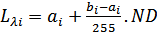 L_{λi} = a_i + \frac{b_i - a_i}{255} . ND